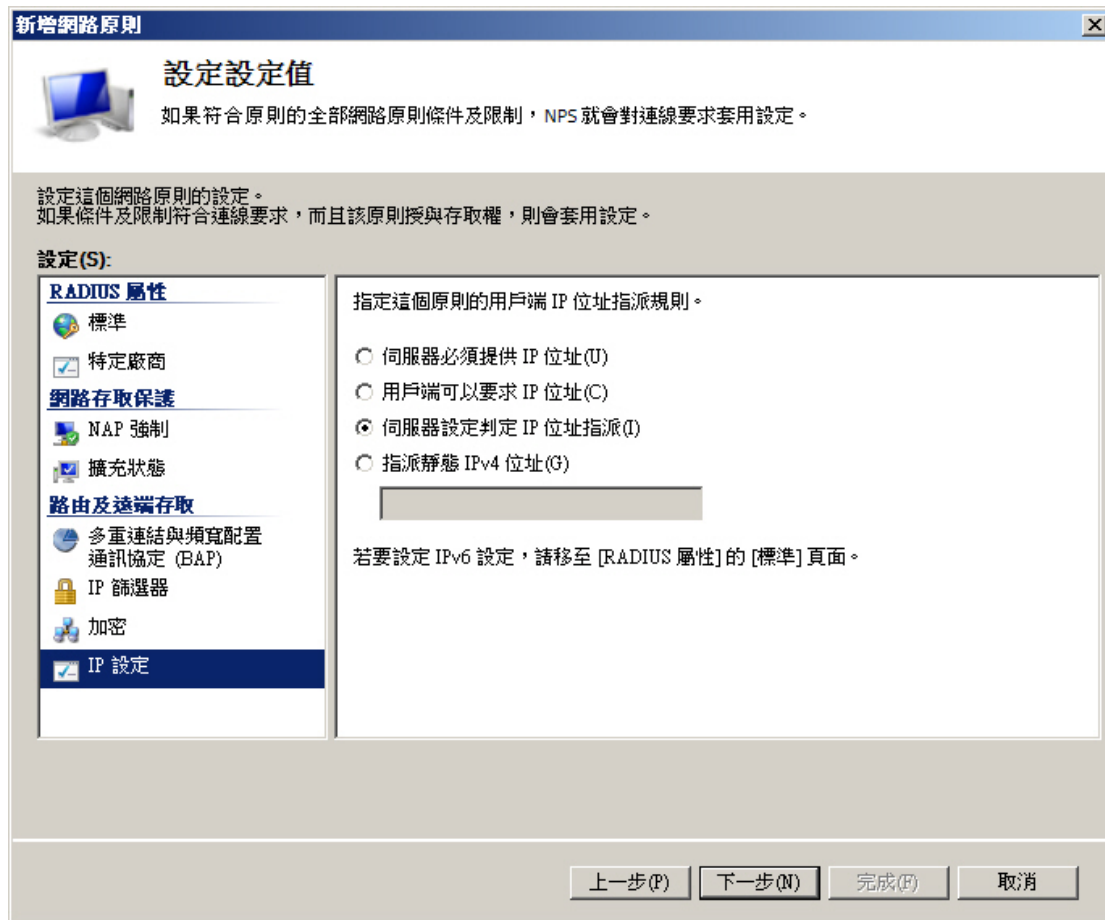 新增網路原則
設定設定值
如果符合原則的全部網路原則條件及限制，NPS 就會對連線要求套用設定。
設定這個網路原則的設定。
如果條件及限制符合連線要求，而且該原則授與存取權，則會套用設定。
設定(S):
RADIUS 屬性
標準
特定廠商
網路存取保護
NAP 強制
擴充狀態
路由及遠端存取
多重連結與頻寬配置
通訊協定 (BAP)
IP 篩選器
加密
IP 設定
指定這個原則的用戶端 IP 位址指派規則。
伺服器必須提供 IP 位址(U)
用戶端可以要求 IP 位址(C)
伺服器設定判定 IP 位址指派(I)
指派靜態 IPv4 位址(G)
若要設定 IPv6 設定，請移至 [RADIUS 屬性] 的 [標準] 頁面。
上一步(P)
下一步(N)
完成(F)
取消